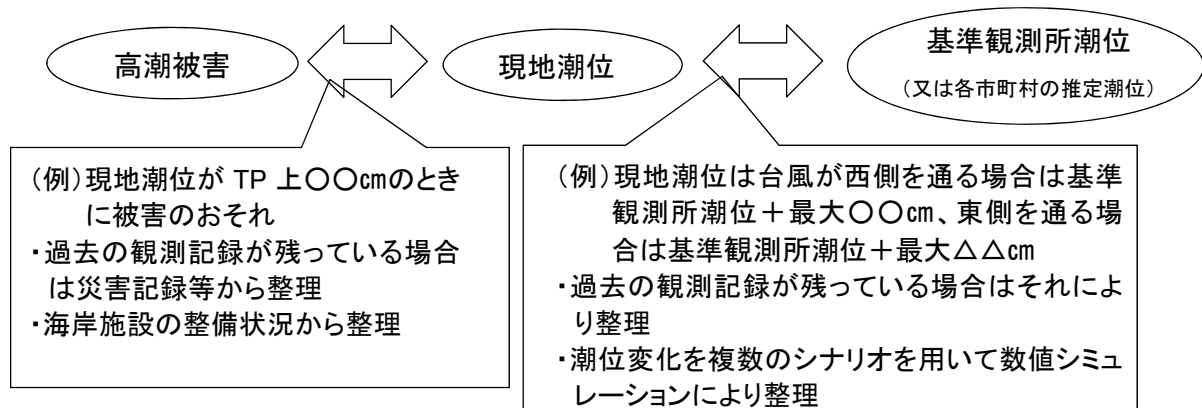 高潮被害
現地潮位
基準観測所潮位
(又は各市町村の推定潮位)
(例)現地潮位が TP 上〇〇㎝のとき
に被害のおそれ
・過去の観測記録が残っている場合
は災害記録等から整理
・海岸施設の整備状況から整理
(例)現地潮位は台風が西側を通る場合は基準
観測所潮位+最大〇〇㎝、東側を通る場
合は基準観測所潮位+最大△△㎝
・過去の観測記録が残っている場合はそれによ
り整理
・潮位変化を複数のシナリオを用いて数値シミュ
レーションにより整理